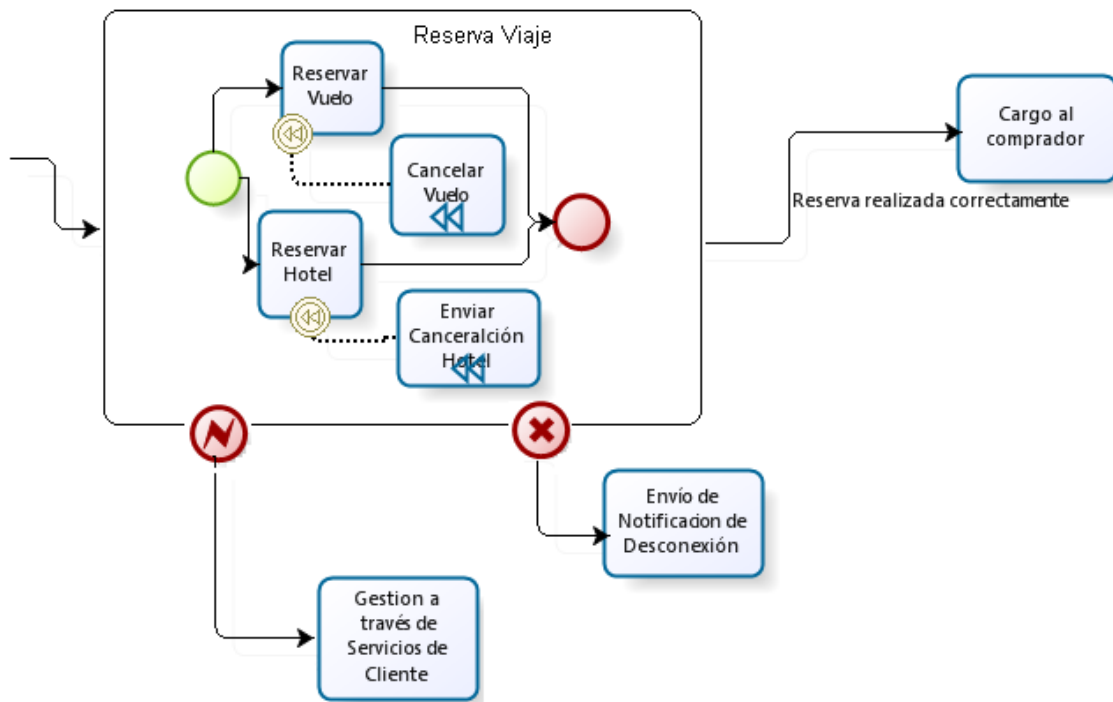 Reserva Viaje
Reservar
Vuelo
Cancelar
Vuelo
Reservar
Hotel
Enviar
Canceralción
Hotel
Cargo al
comprador
Reserva realizada correctamente
Envío de
Notificacion de
Desconexión
Gestion a
través de
Servicios de
Cliente